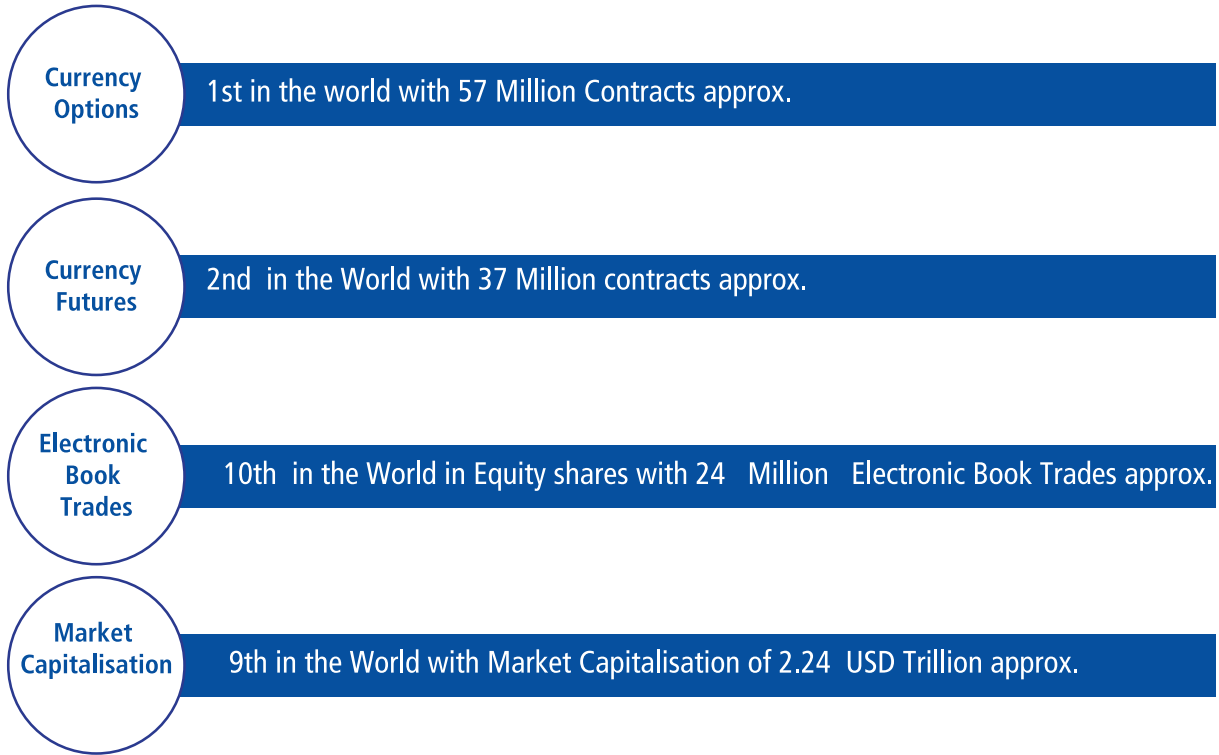 Currency
Options
1st in the world with 57 Million Contracts approx.
Currency
Futures
2nd in the World with 37 Million contracts approx.
Electronic
Book
Trades
10th in the World in Equity shares with 24 Million Electronic Book Trades approx.
Market
Capitalisation
9th in the World with Market Capitalisation of 2.24 USD Trillion approx.